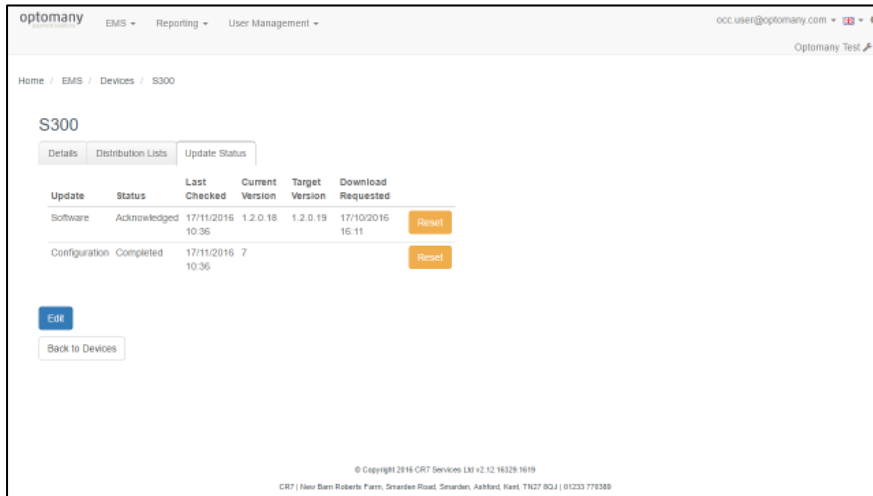 optomany
EMS Reporting User Management occ.user@optomany.com
Optomany Test
Home / EMS / Devices / S300
S300
Details Distribution Lists Update Status
Update Status Last Checked Current Version Target Version Download Requested
Software Acknowledged 17/11/2016 10:36 1.2.0.18 1.2.0.19 17/10/2016 16:11 Reset
Configuration Completed 17/11/2016 10:36 7 Reset
Edit
Back to Devices
© Copyright 2016 CR7 Services Ltd v2.12.16329.1619
CR7 | New Barn Roberts Farm, Smarden Road, Smarden, Ashford, Kent, TN27 8QJ | 01233 778389